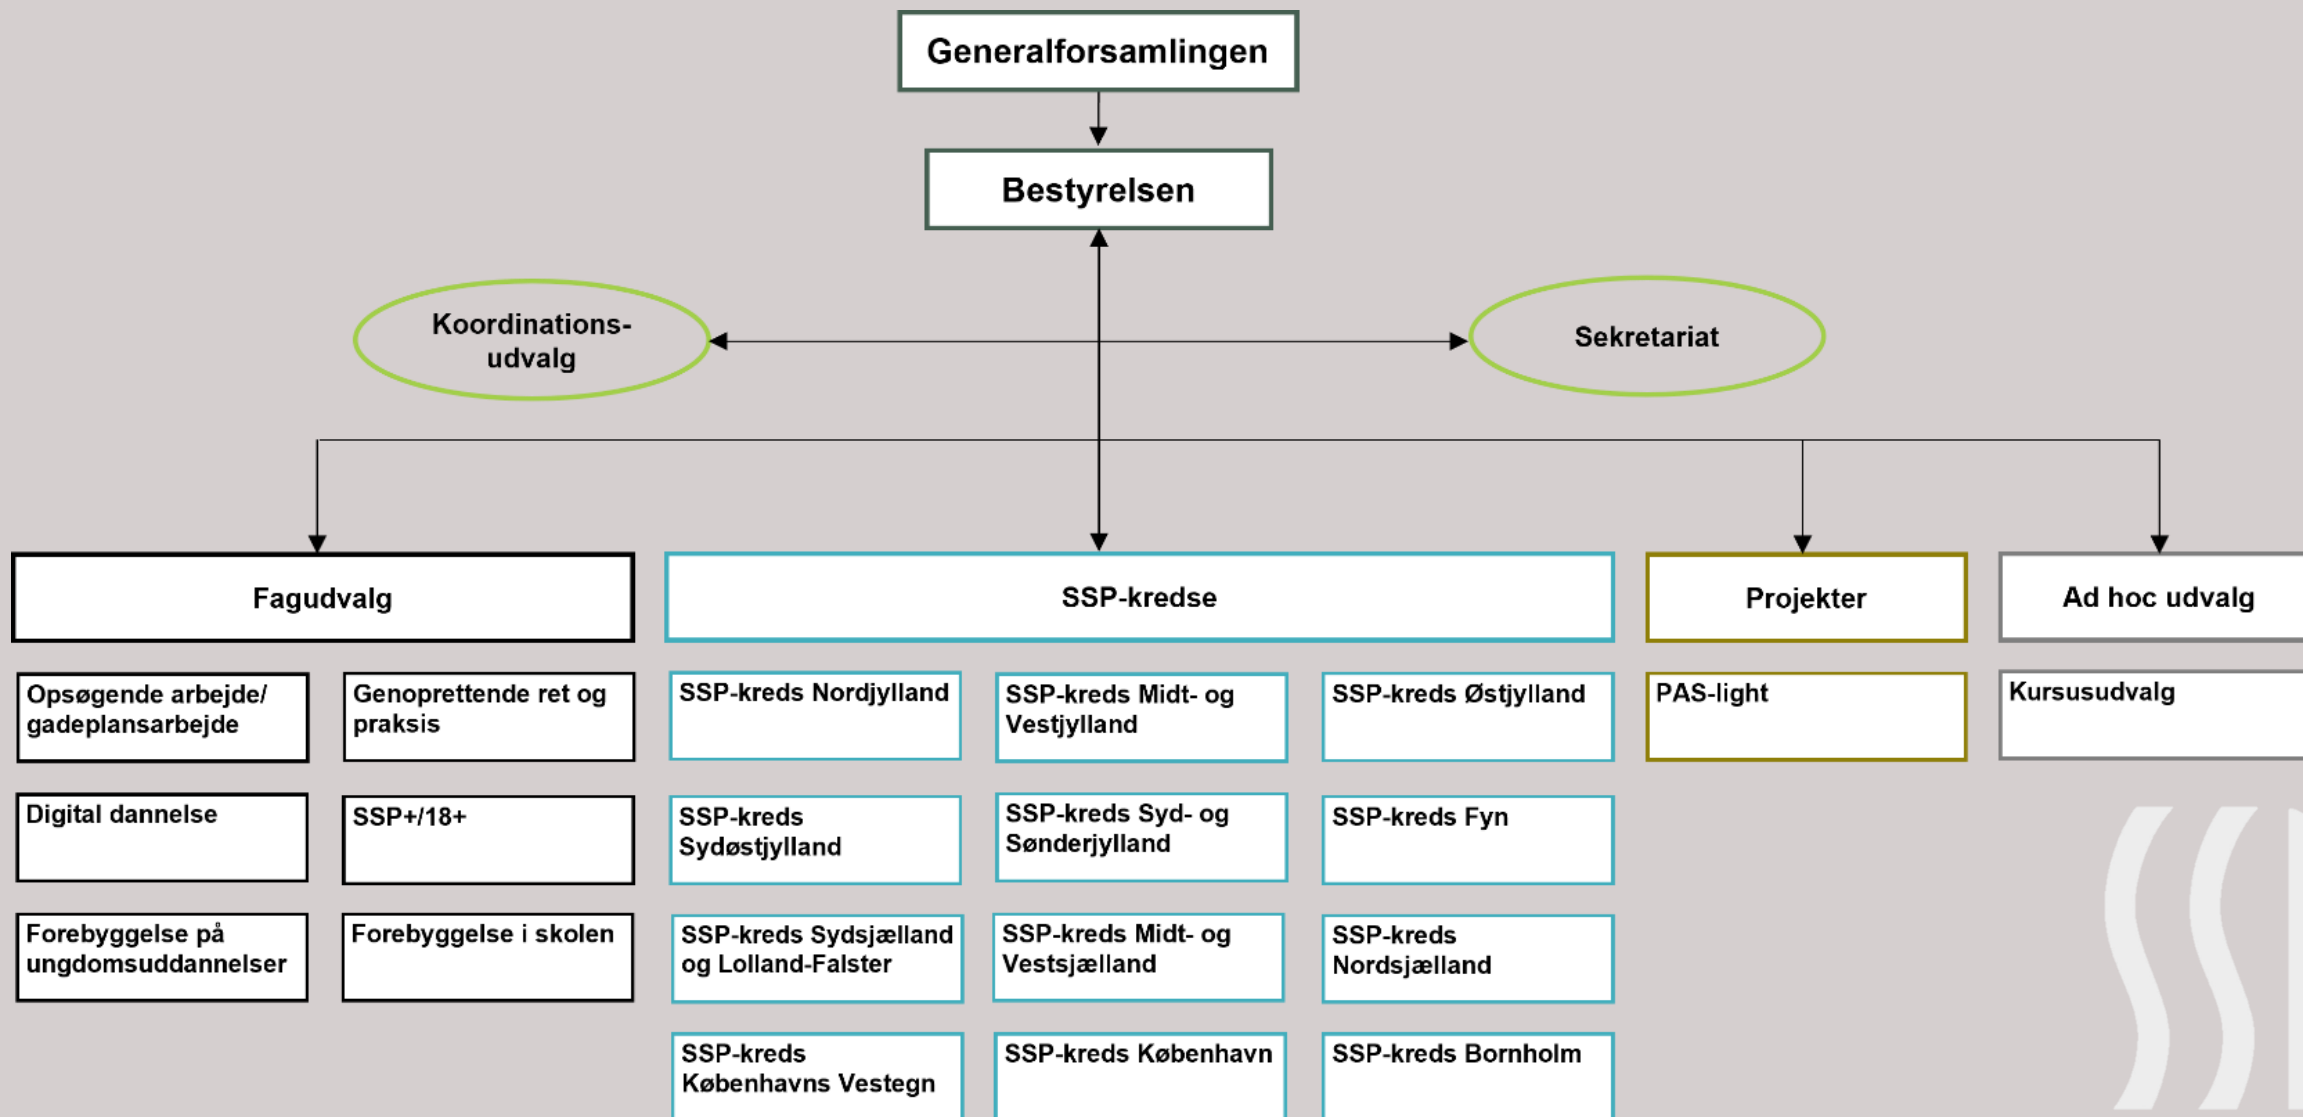 Generalforsamlingen
Bestyrelsen
Koordinations-
udvalg
Sekretariat
Fagudvalg
SSP-kredse
Projekter
Ad hoc udvalg
Opsøgende arbejde/
gadeplansarbejde
Genoprettende ret og
praksis
SSP-kreds Nordjylland
SSP-kreds Midt- og
Vestjylland
SSP-kreds Østjylland
PAS-light
Kursusudvalg
Digital dannelse
SSP+/18+
SSP-kreds
Sydøstjylland
SSP-kreds Syd- og
Sønderjylland
SSP-kreds Fyn
Forebyggelse på
ungdomsuddannelser
Forebyggelse i skolen
SSP-kreds Sydsjælland
og Lolland-Falster
SSP-kreds Midt- og
Vestsjælland
SSP-kreds
Nordsjælland
SSP-kreds
Københavns Vestegn
SSP-kreds København
SSP-kreds Bornholm